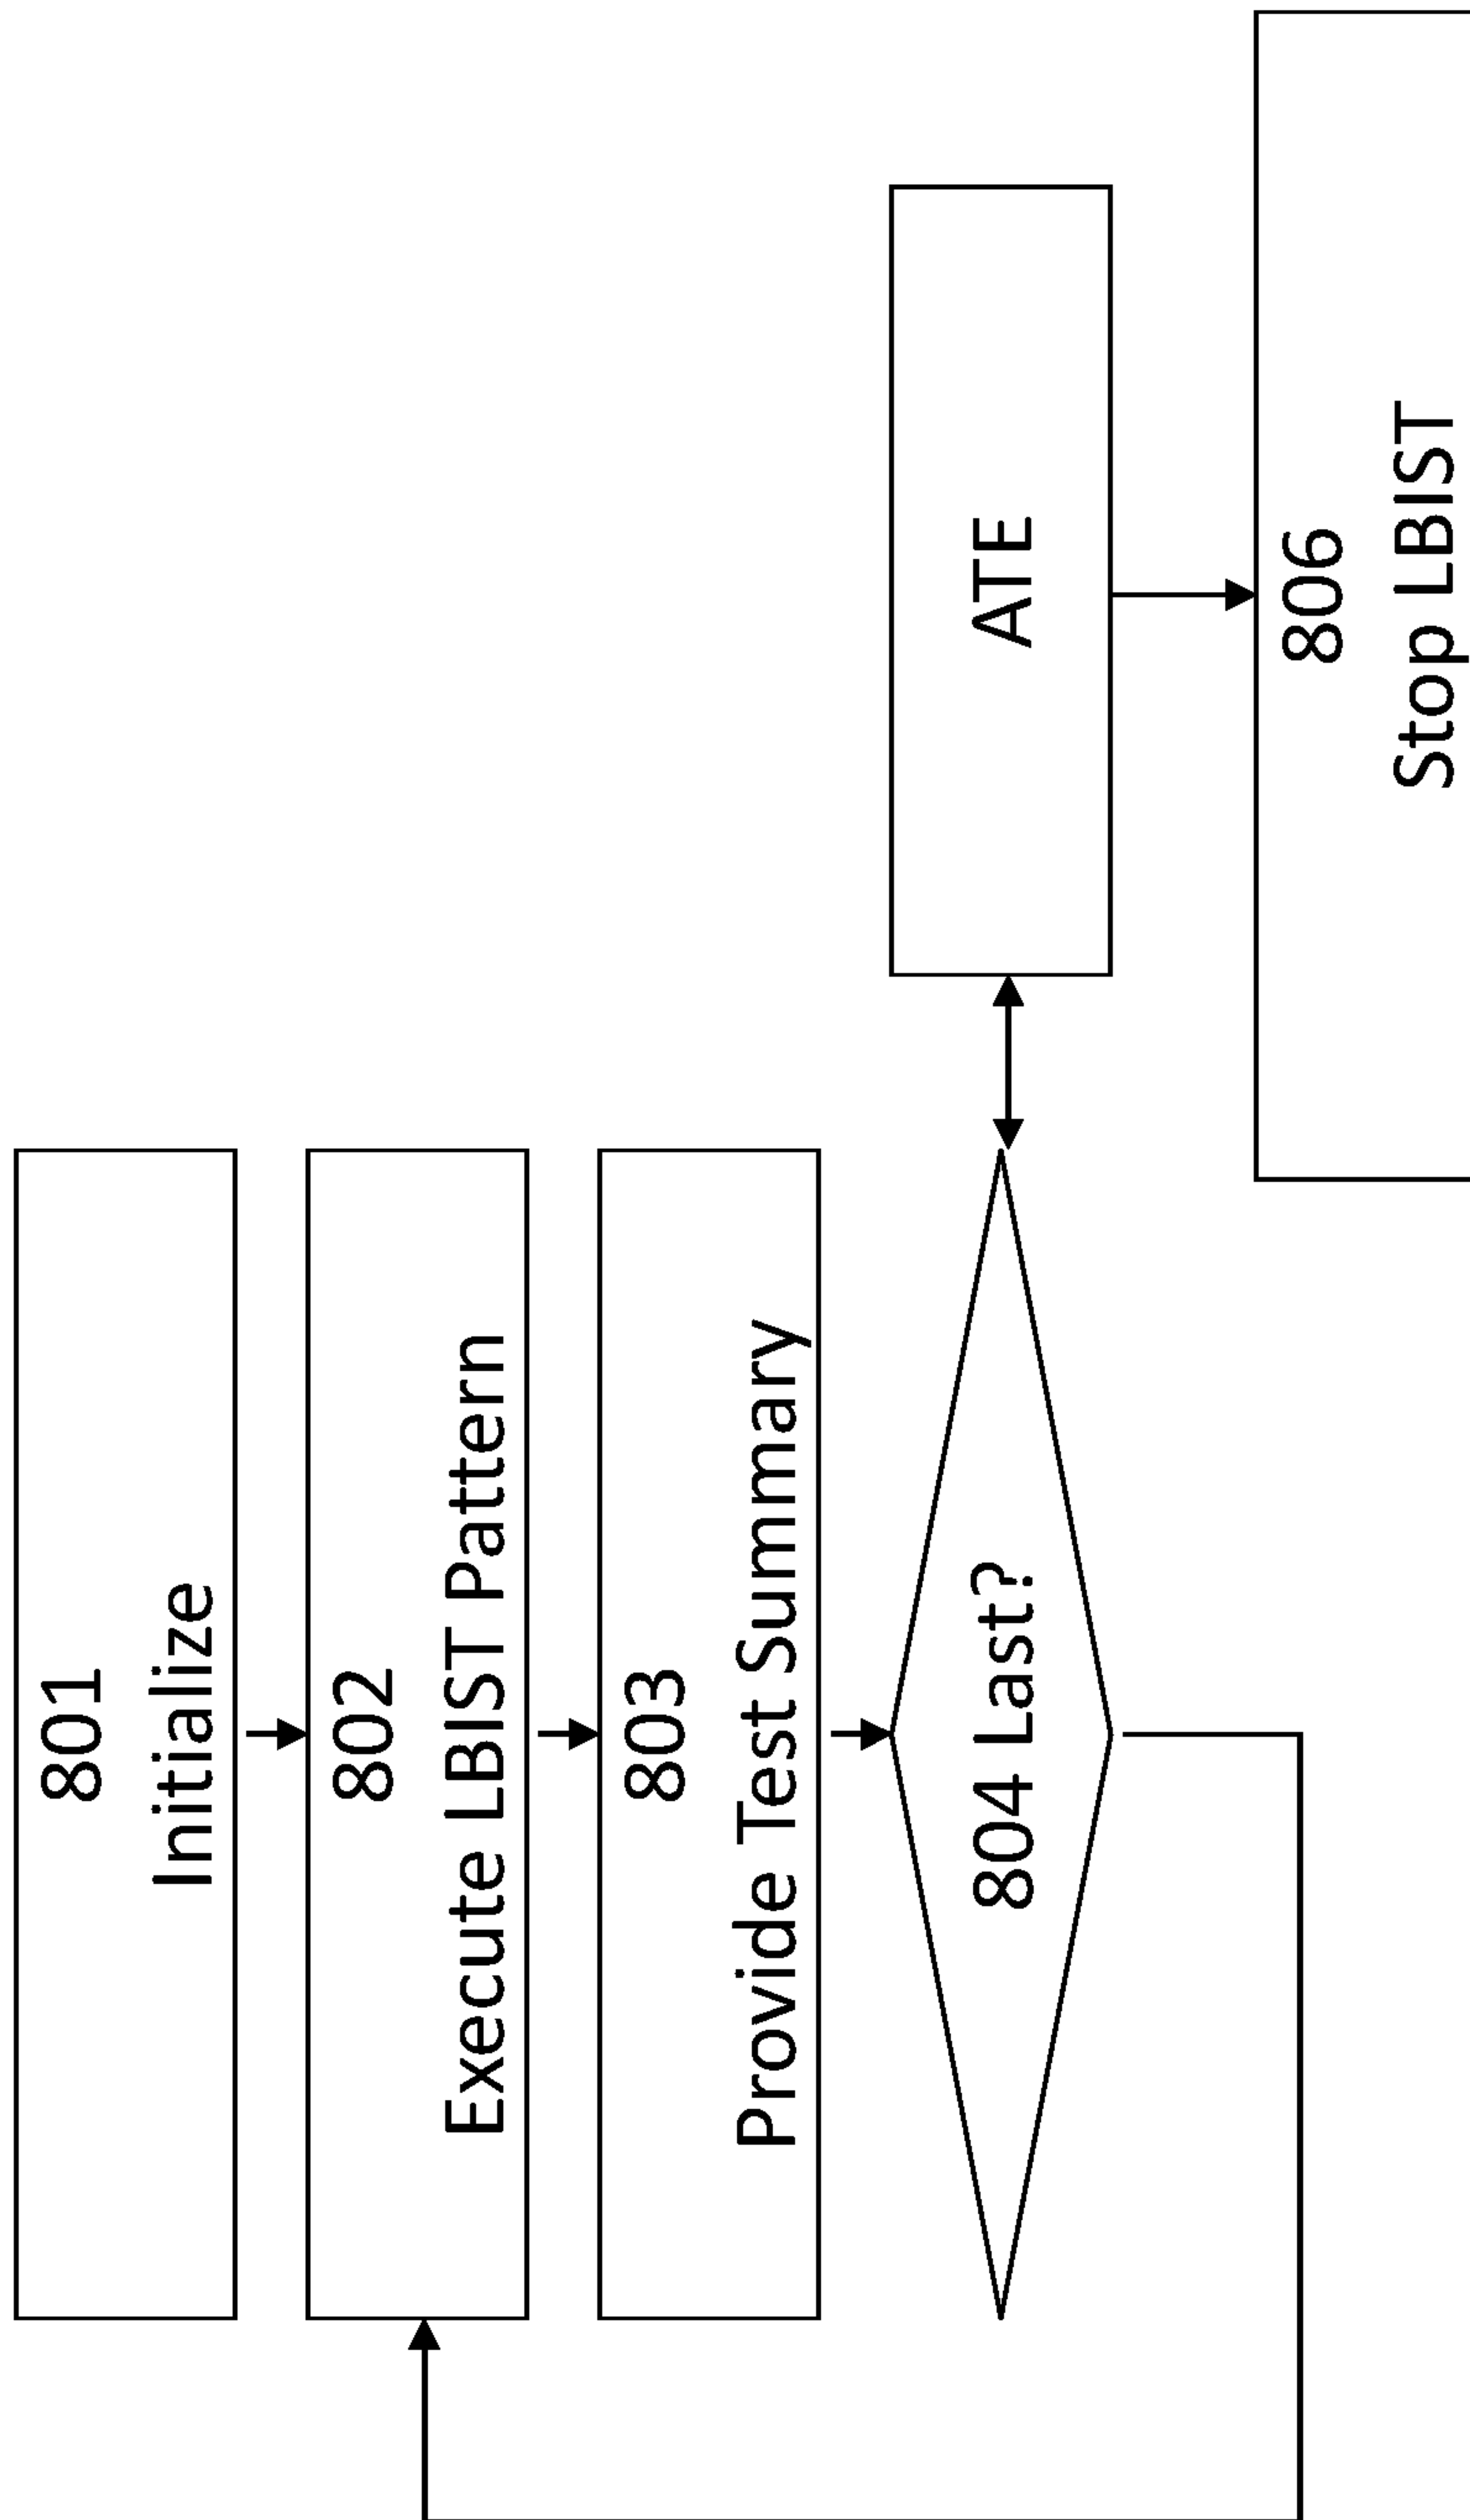 801
Initialize
802
Execute LBIST Pattern
803
Provide Test Summary
804 Last?
ATE
806
Stop LBIST